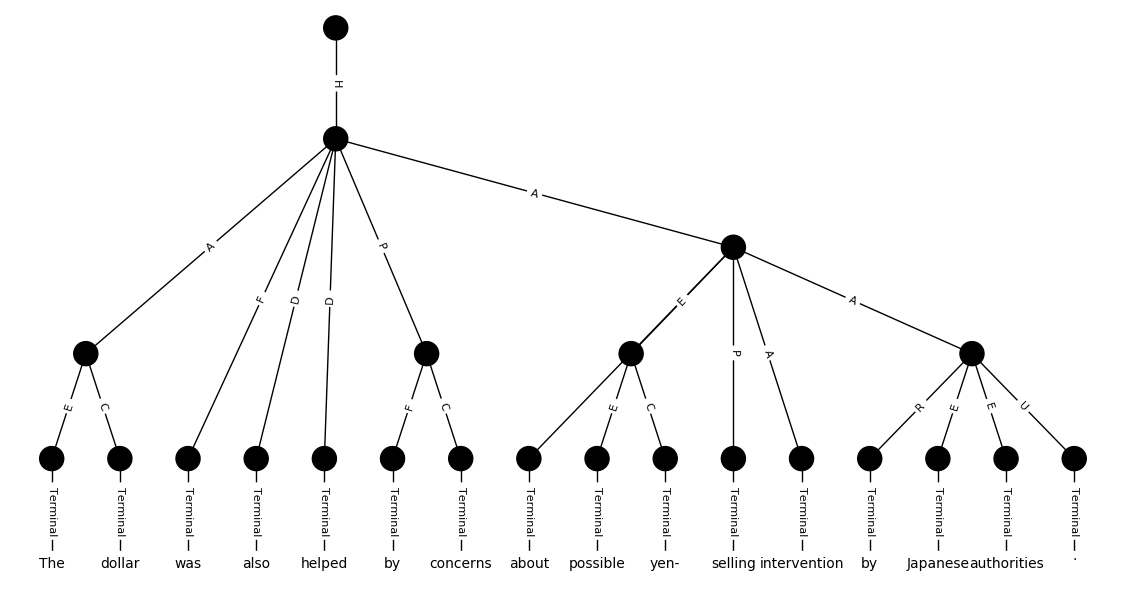 H
A
A
P
F
D
D
E
A
E
C
F
C
E
C
P
A
R
E
E
U
Terminal Terminal Terminal Terminal Terminal Terminal Terminal Terminal Terminal Terminal Terminal Terminal Terminal Terminal Terminal Terminal
The dollar was also helped by concerns about possible yen- selling intervention by Japanese authorities .